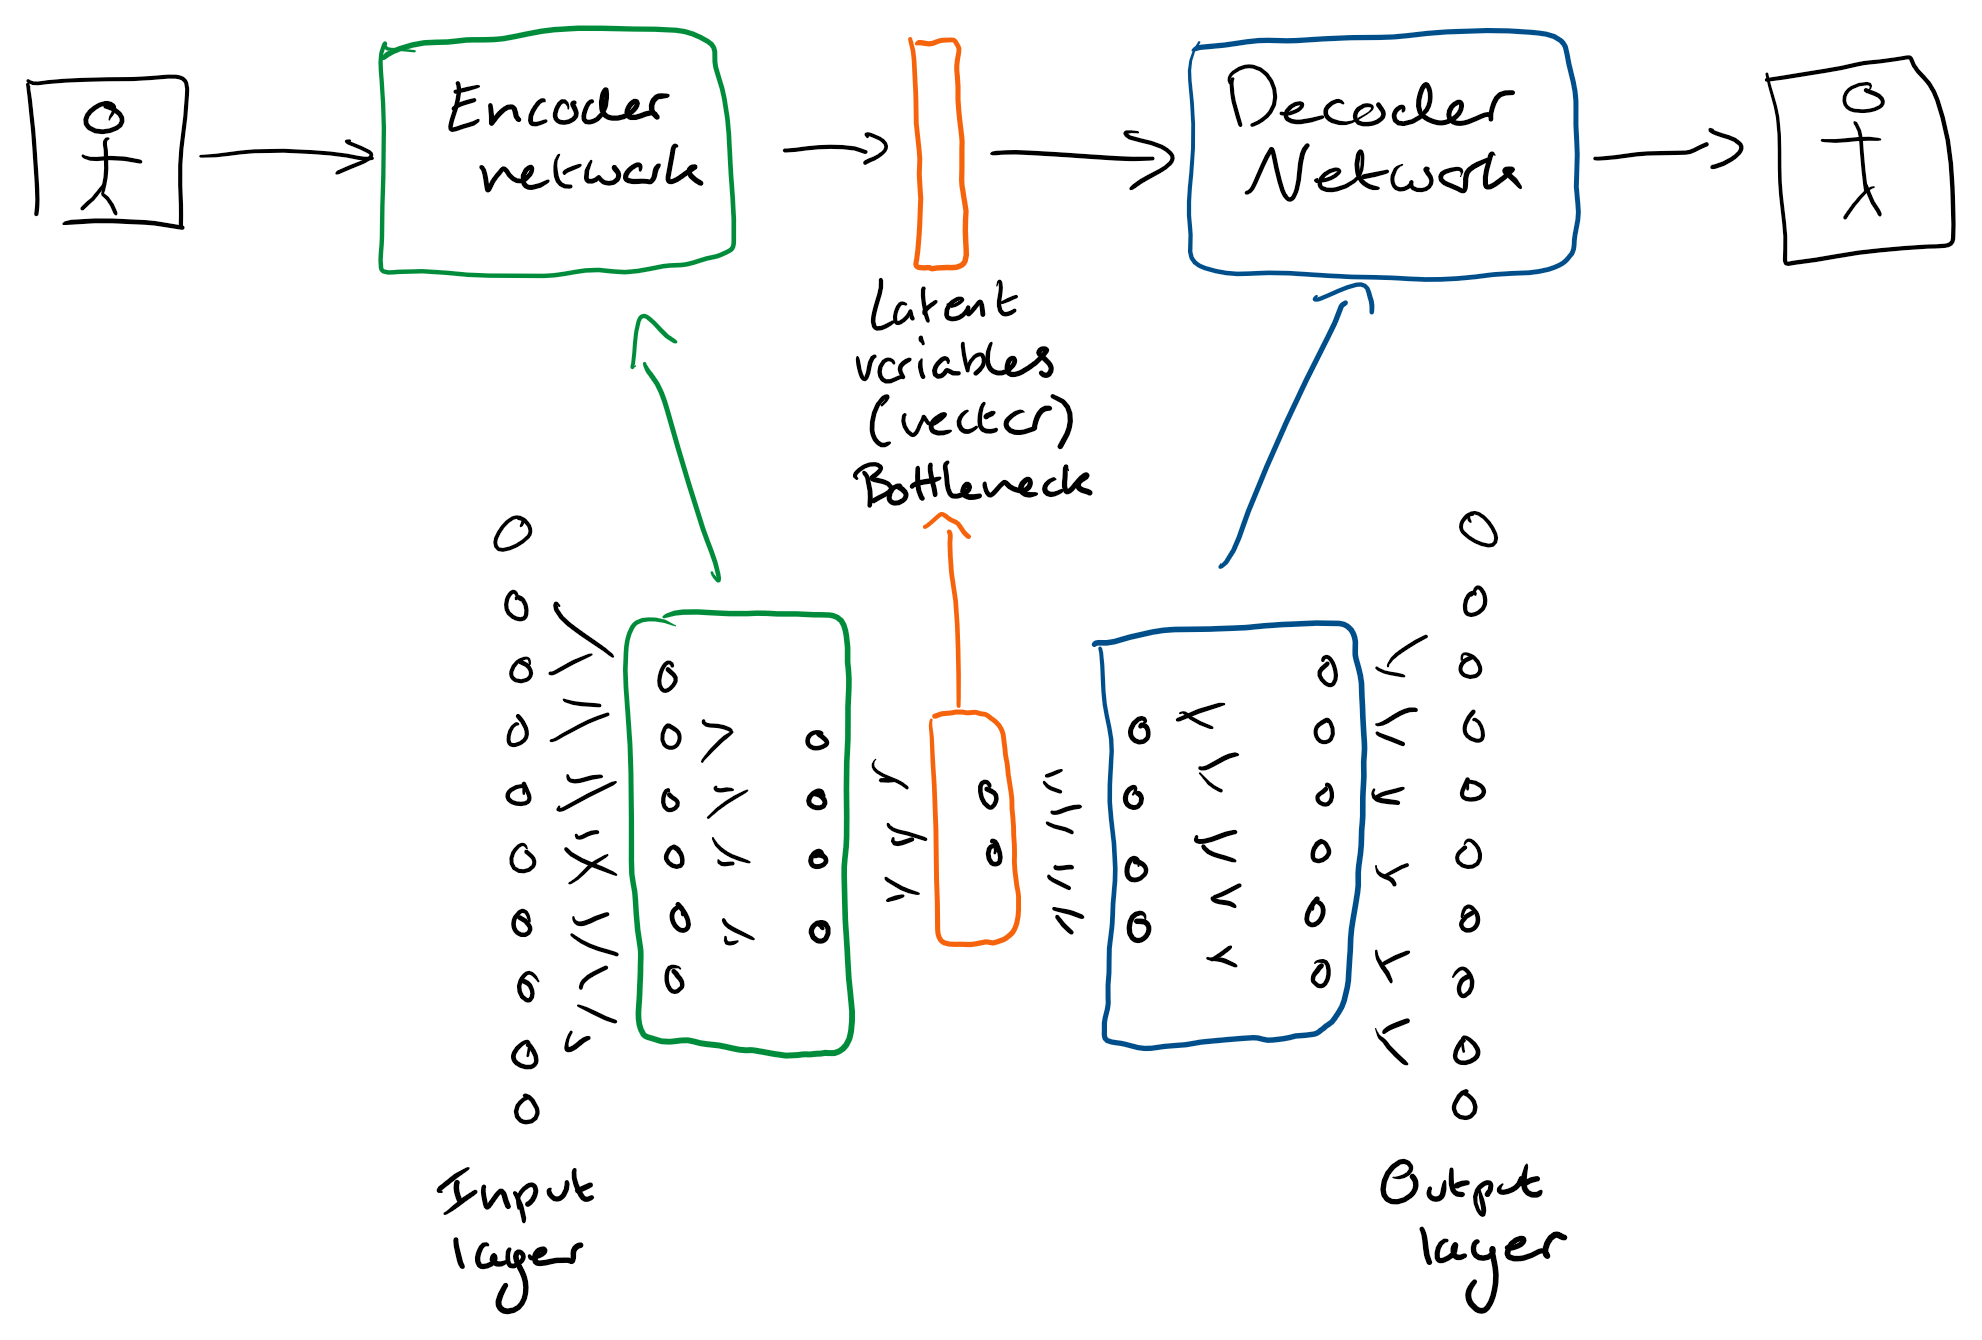 Encoder
network
Latent
variables
(vector)
Bottleneck
Decoder
Network
Input
layer
Output
layer